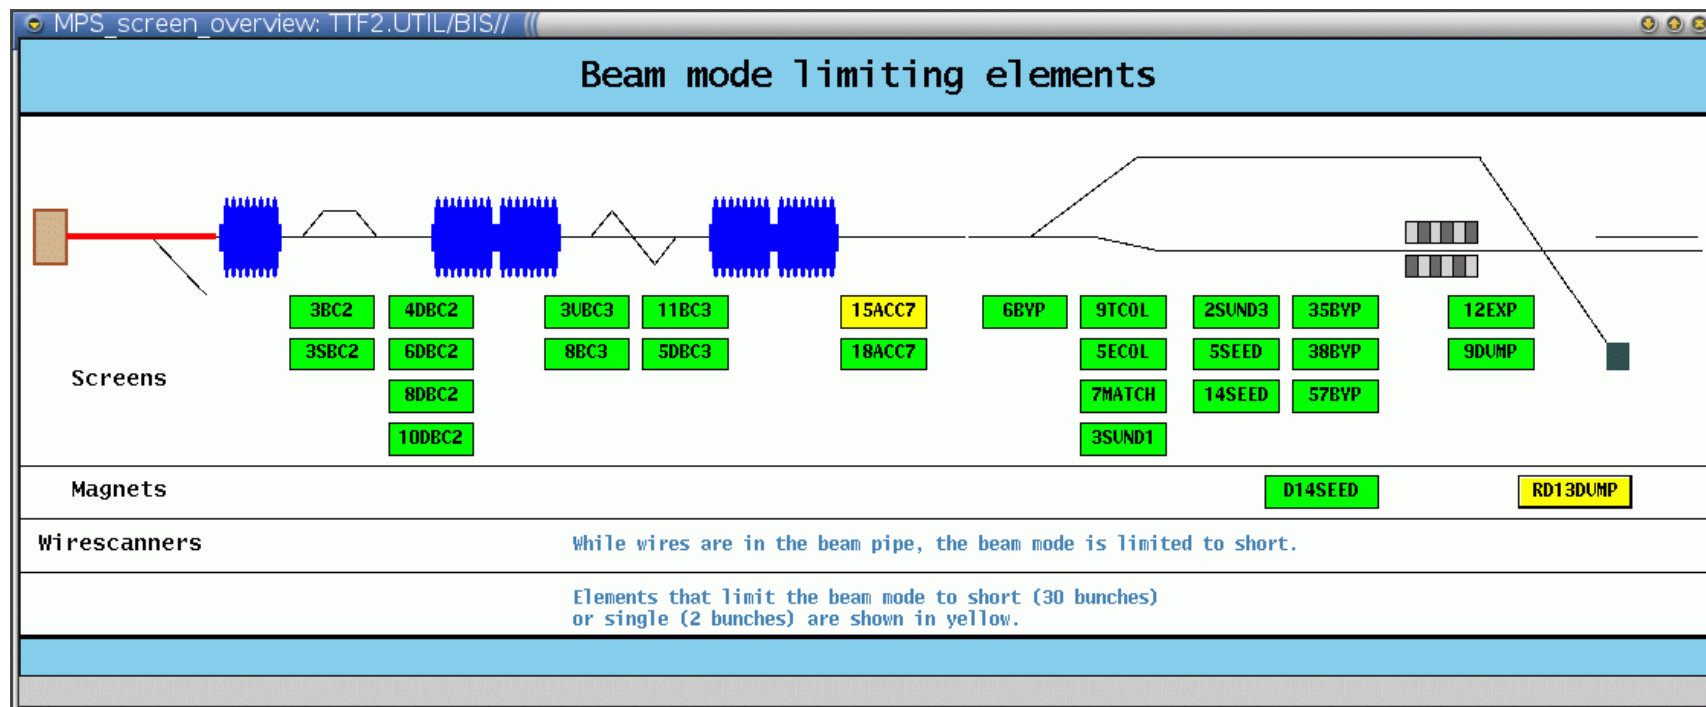 MPS_screen_overview: TTF2.UTIL/BIS//
Beam mode limiting elements
3BC2 4DBC2 3UBC3 11BC3 15ACC7 6BYP 9TCOL 2SUND3 35BYP 12EXP
3SBC2 6DBC2 8BC3 5DBC3 18ACC7 5ECOL 5SEED 38BYP 9DUMP
Screens
8DBC2 7MATCH 14SEED 57BYP
10DBC2 3SUND1
Magnets D14SEED RD13DUMP
Wirescanners While wires are in the beam pipe, the beam mode is limited to short.
Elements that limit the beam mode to short (30 bunches)
or single (2 bunches) are shown in yellow.